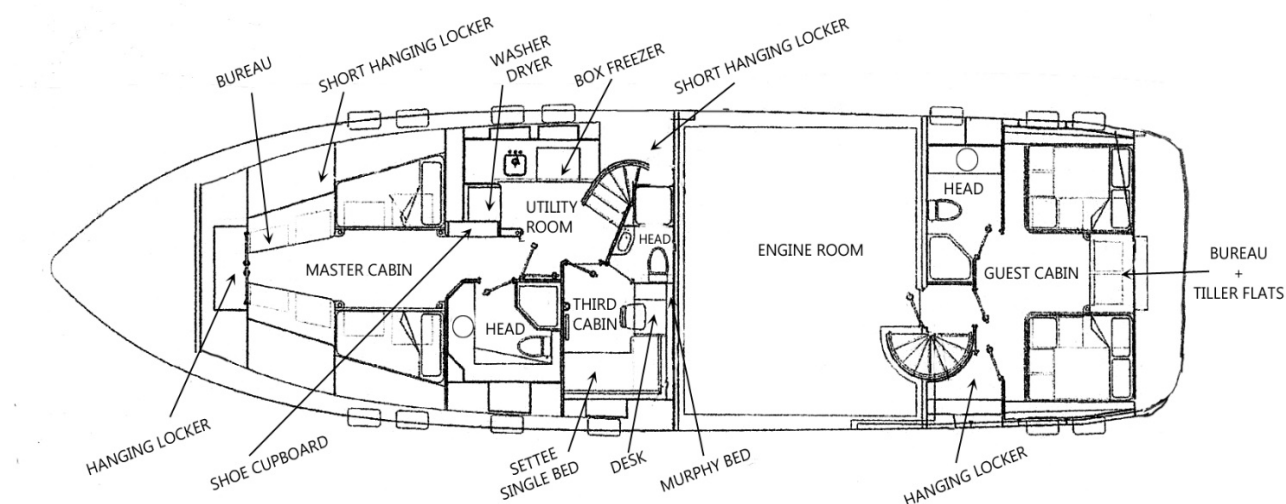 BUREAU
SHORT HANGING LOCKER
WASHER
DRYER
BOX FREEZER
SHORT HANGING LOCKER
UTILITY
ROOM
HEAD
HEAD
MASTER CABIN
ENGINE ROOM
GUEST CABIN
BUREAU
+
TILLER FLATS
THIRD
CABIN
HEAD
HANGING LOCKER
SHOE CUPBOARD
SETTEE
SINGLE BED
DESK
MURPHY BED
HANGING LOCKER